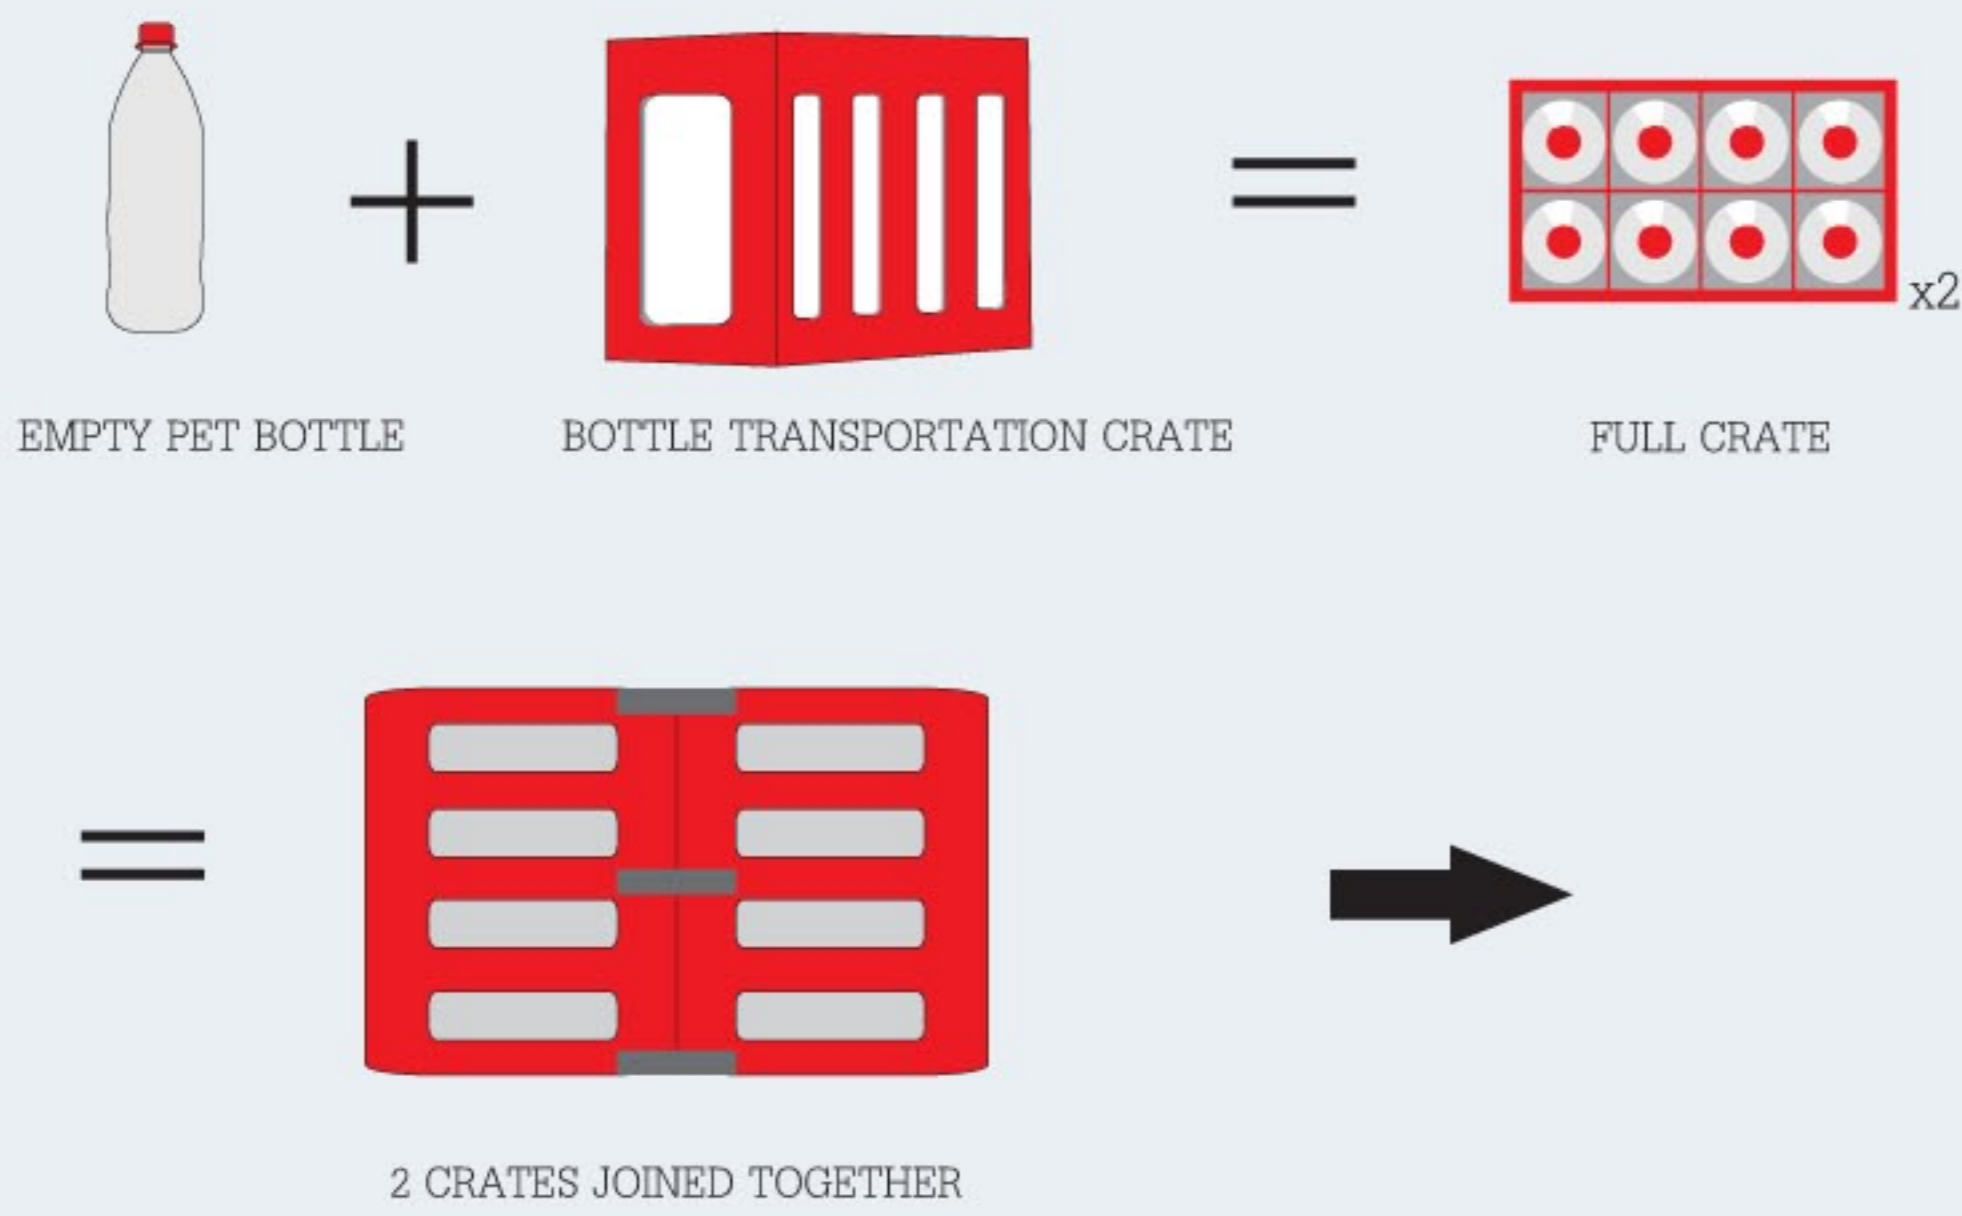 x2
EMPTY PET BOTTLE
BOTTLE TRANSPORTATION CRATE
FULL CRATE
2 CRATES JOINED TOGETHER